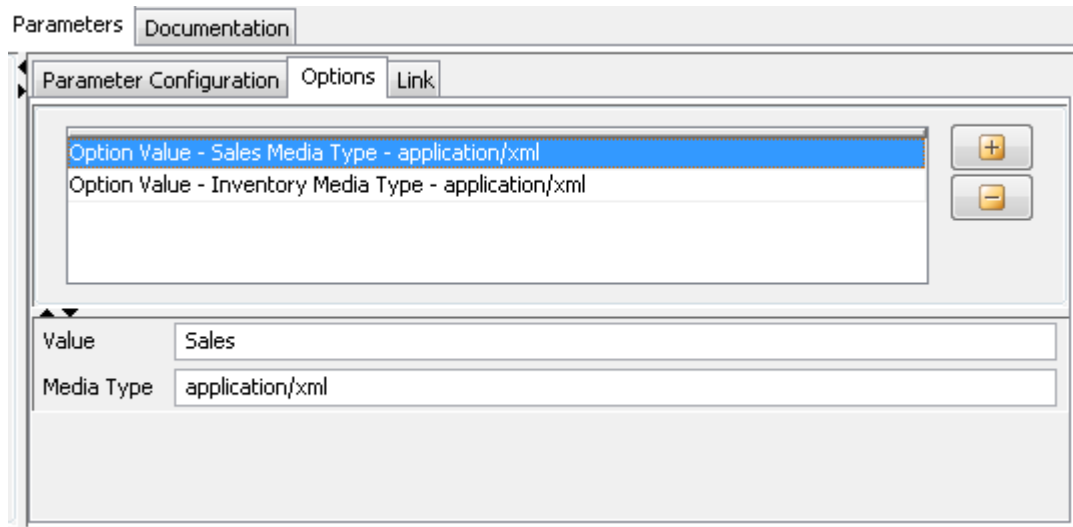 Parameters Documentation
Parameter Configuration Options Link
Option Value - Sales Media Type - application/xml
Option Value - Inventory Media Type - application/xml
Value Sales
Media Type application/xml